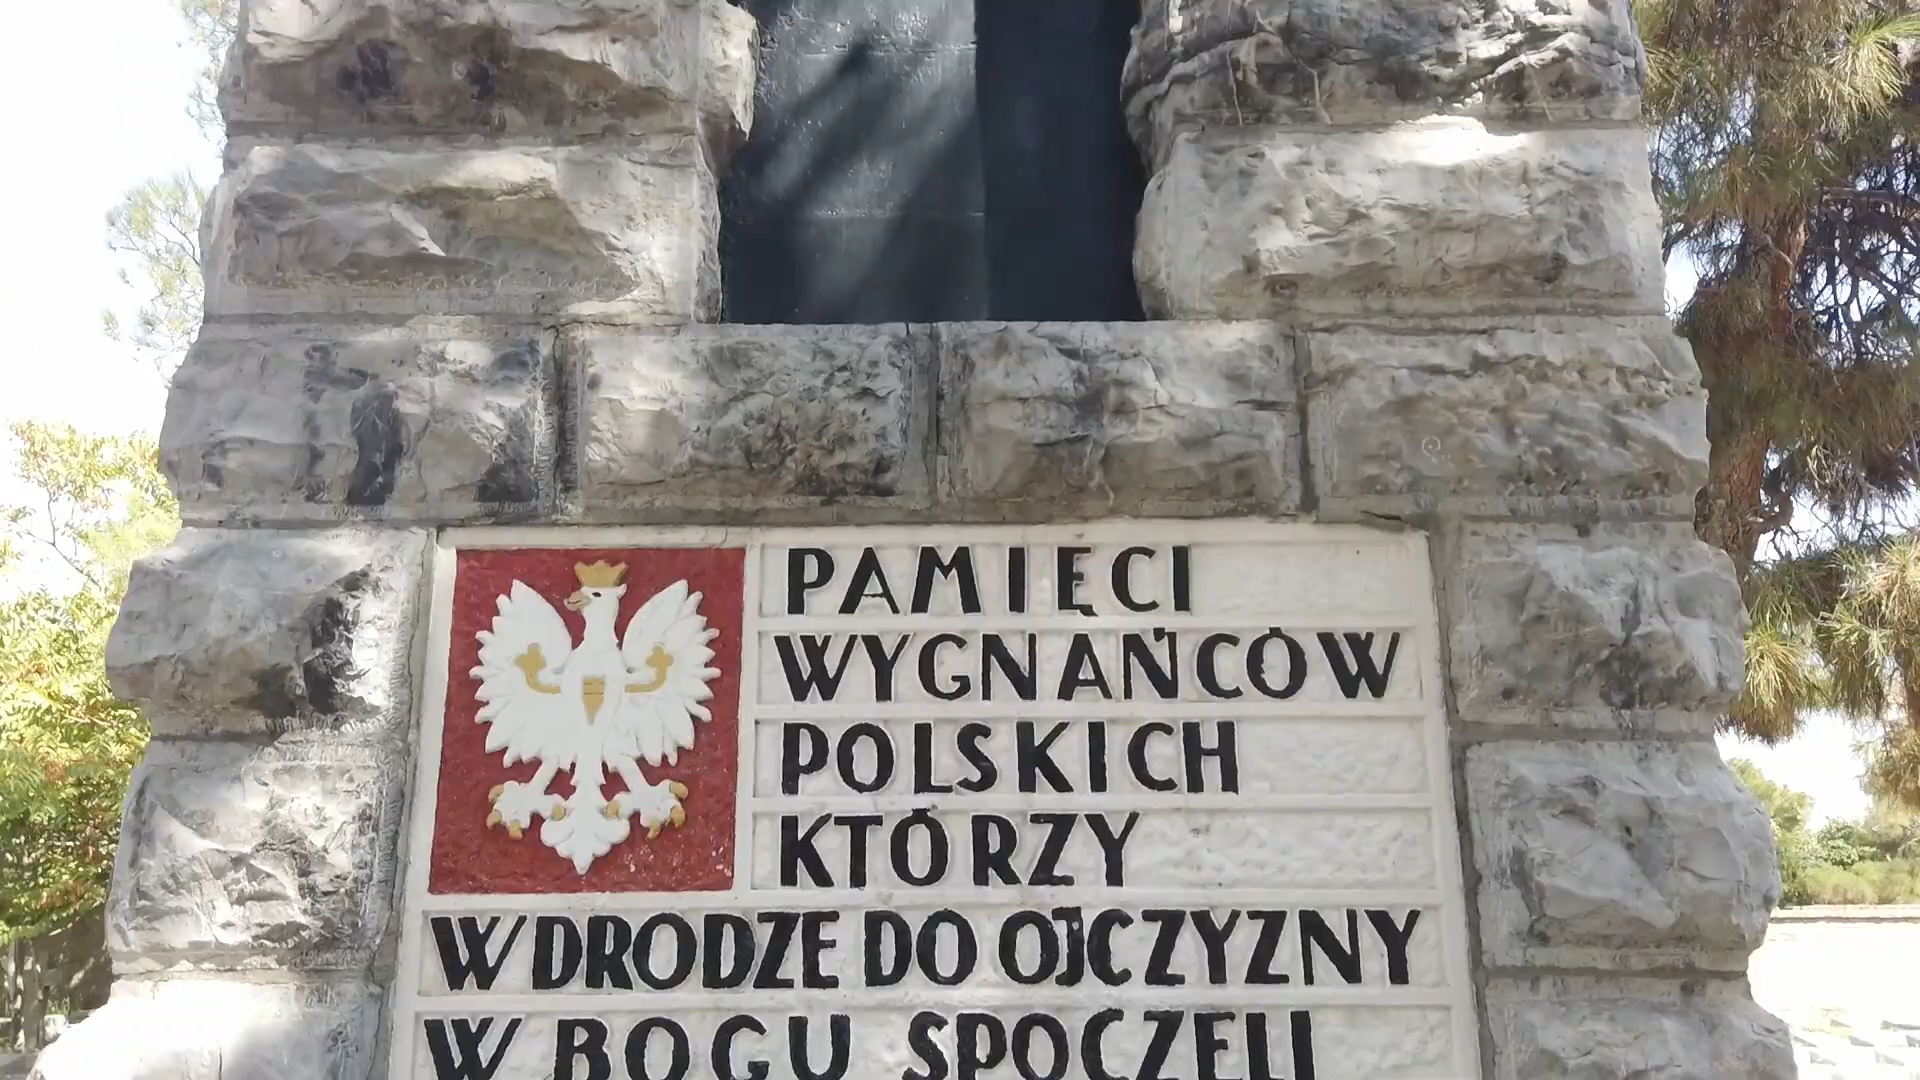 PAMIĘCI
WYGNAŃCÓW
POLSKICH
KTÓRZY
W DRODZE DO OJCZYZNY
W BOGU SPOCZELI